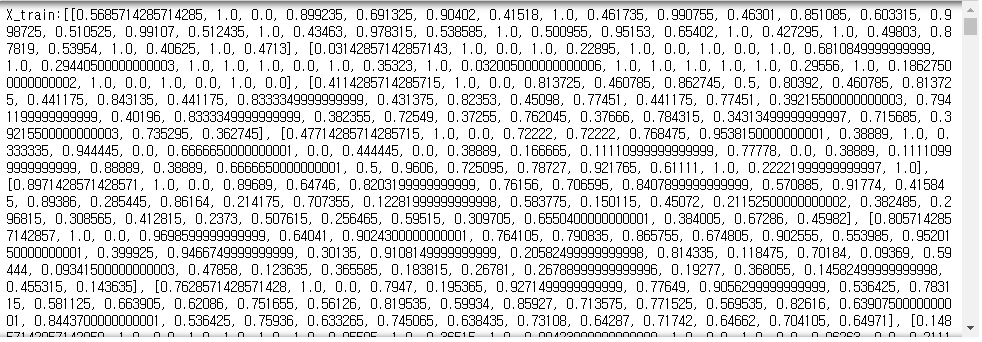 X_train:[[0.5685714285714285, 1.0, 0.0, 0.899235, 0.691325, 0.90402, 0.41518, 1.0, 0.46301, 0.461735, 0.990755, 0.46301, 0.851085, 0.603315, 0.9
98725, 0.510525, 0.99107, 0.512435, 1.0, 0.43463, 0.978315, 0.538585, 1.0, 0.500955, 0.95153, 0.65402, 1.0, 0.427295, 1.0, 0.49803, 0.8
7819, 0.53954, 1.0, 0.40625, 1.0, 0.4713], [0.03142857142857143, 1.0, 0.0, 1.0, 0.22895, 1.0, 0.0, 1.0, 0.0, 1.0, 0.6810849999999999,
1.0, 0.29440500000000003, 1.0, 1.0, 1.0, 0.0, 1.0, 0.35323, 1.0, 0.032005000000000006, 1.0, 1.0, 1.0, 1.0, 0.29556, 1.0, 0.1862750
0000000002, 1.0, 0.0, 1.0, 0.0, 1.0, 0.0], [0.4114285714285715, 1.0, 0.0, 0.813725, 0.460785, 0.862745, 0.5, 0.80392, 0.460785, 0.81372
5, 0.441175, 0.843135, 0.441175, 0.8333349999999999, 0.431375, 0.82353, 0.45098, 0.77451, 0.441175, 0.77451, 0.39215500000000003, 0.794
11999999999999, 0.40196, 0.8333349999999999, 0.382355, 0.72549, 0.37255, 0.762045, 0.37666, 0.784315, 0.34313499999999997, 0.715685, 0.3
9215500000000003, 0.735295, 0.362745], [0.47714285714285715, 1.0, 0.0, 0.72222, 0.72222, 0.768475, 0.9538150000000001, 0.38889, 1.0, 0.
333335, 0.944445, 0.0, 0.6666650000000001, 0.0, 0.444445, 0.0, 0.38889, 0.166665, 0.11110999999999999, 0.77778, 0.0, 0.38889, 0.1111099
9999999999, 0.88889, 0.38889, 0.6666650000000001, 0.5, 0.9606, 0.725095, 0.78727, 0.921765, 0.61111, 1.0, 0.22221999999999997, 1.0],
[0.8971428571428571, 1.0, 0.0, 0.89689, 0.64746, 0.8203199999999999, 0.76156, 0.706595, 0.8407899999999999, 0.570885, 0.91774, 0.41584
5, 0.89386, 0.285445, 0.86164, 0.214175, 0.707355, 0.12281999999999998, 0.583775, 0.150115, 0.45072, 0.21152500000000002, 0.382485, 0.2
96815, 0.308565, 0.412815, 0.2373, 0.507615, 0.256465, 0.59515, 0.309705, 0.6550400000000001, 0.384005, 0.67286, 0.45982], [0.805714285
7142857, 1.0, 0.0, 0.9698599999999999, 0.64041, 0.9024300000000001, 0.764105, 0.790835, 0.865755, 0.674805, 0.902555, 0.553985, 0.95201
50000000001, 0.399925, 0.9466749999999999, 0.30135, 0.9108149999999999, 0.20582499999999998, 0.814335, 0.118475, 0.70184, 0.09369, 0.59
444, 0.09341500000000003, 0.47858, 0.123635, 0.365585, 0.183815, 0.26781, 0.26788999999999996, 0.19277, 0.368055, 0.14582499999999998,
0.455315, 0.143635], [0.7628571428571428, 1.0, 0.0, 0.7947, 0.195365, 0.9271499999999999, 0.77649, 0.9056299999999999, 0.536425, 0.7831
15, 0.581125, 0.663905, 0.62086, 0.751655, 0.56126, 0.819535, 0.59934, 0.85927, 0.713575, 0.771525, 0.569535, 0.82616, 0.63907500000000
01, 0.8443700000000001, 0.536425, 0.75936, 0.633265, 0.745065, 0.638435, 0.73108, 0.64287, 0.71742, 0.64662, 0.704105, 0.64971], [0.148